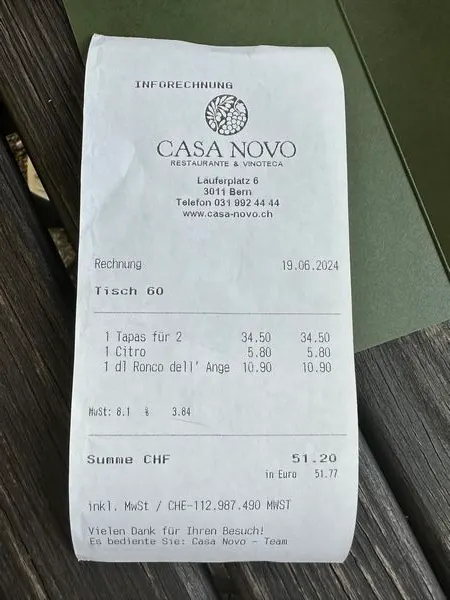 INFORECHNUNG
CASA NOVO
RESTAURANTE & VINOTECA
Läuferplatz 6
3011 Bern
Telefon 031 992 44 44
www.casa-novo.ch
Rechnung 19.06.2024
Tisch 60
1 Tapas für 2 34.50 34.50
1 Citro 5.80 5.80
1 dl Ronco dell' Ange 10.90 10.90
MwSt: 8.1 % 3.84
Summe CHF 51.20
in Euro 51.77
inkl. MwSt / CHE-112.987.490 MWST
Vielen Dank für Ihren Besuch!
Es bediente Sie: Casa Novo - Team